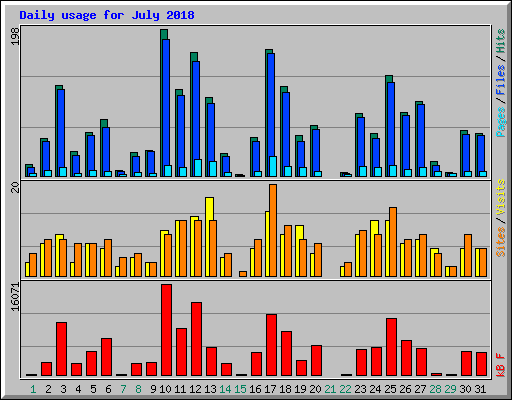 Daily usage for July 2018
198
Pages / Files / Hits
20
Sites / Visits
16071
kB F
1 2 3 4 5 6 7 8 9 10 11 12 13 14 15 16 17 18 19 20 21 22 23 24 25 26 27 28 29 30 31